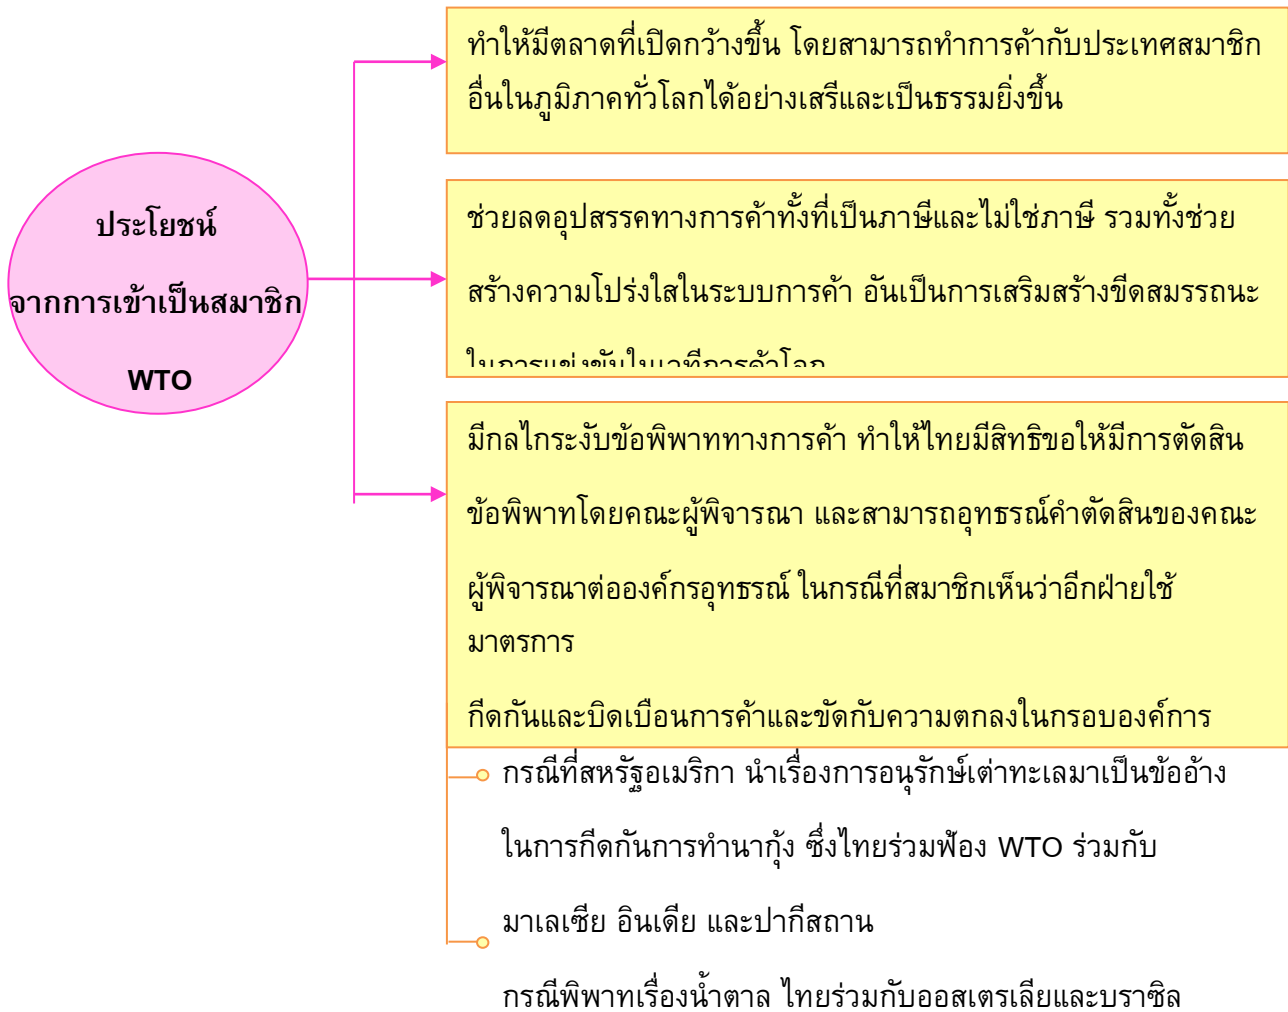 ประโยชน์
จากการเข้าเป็นสมาชิก
WTO
ทำให้มีตลาดที่เปิดกว้างขึ้น โดยสามารถทำการค้ากับประเทศสมาชิก
อื่นในภูมิภาคทั่วโลกได้อย่างเสรีและเป็นธรรมยิ่งขึ้น
ช่วยลดอุปสรรคทางการค้าทั้งที่เป็นภาษีและไม่ใช่ภาษี รวมทั้งช่วย
สร้างความโปร่งใสในระบบการค้า อันเป็นการเสริมสร้างขีดสมรรถนะ
ในการแข่งขันในเวทีการค้าโลก
มีกลไกระงับข้อพิพาททางการค้า ทำให้ไทยมีสิทธิขอให้มีการตัดสิน
ข้อพิพาทโดยคณะผู้พิจารณา และสามารถอุทธรณ์คำตัดสินของคณะ
ผู้พิจารณาต่อองค์กรอุทธรณ์ ในกรณีที่สมาชิกเห็นว่าอีกฝ่ายใช้
มาตรการ
กีดกันและบิดเบือนการค้าและขัดกับความตกลงในกรอบองค์การ
กรณีที่สหรัฐอเมริกา นำเรื่องการอนุรักษ์เต่าทะเลมาเป็นข้ออ้าง
ในการกีดกันการทำนากุ้ง ซึ่งไทยร่วมฟ้อง WTO ร่วมกับ
มาเลเซีย อินเดีย และปากีสถาน
กรณีพิพาทเรื่องน้ำตาล ไทยร่วมกับออสเตรเลียและบราซิล